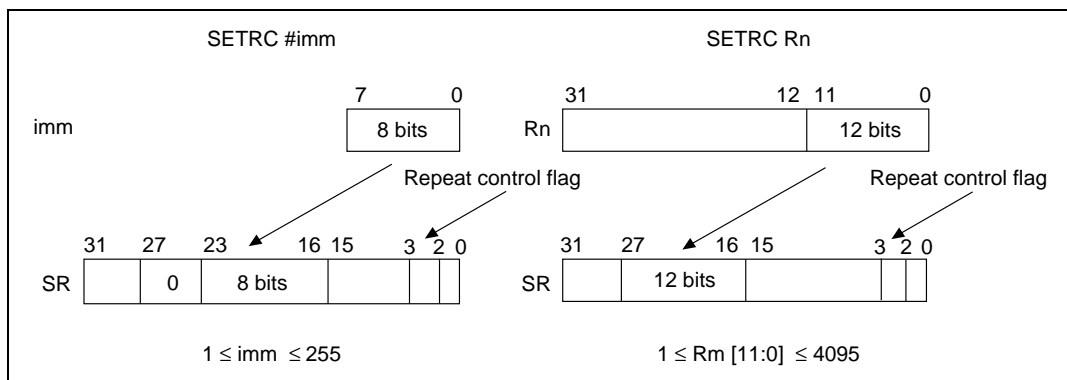 SETRC #imm SETRC Rn
7 0 31 12 11 0
imm 8 bits Rn 12 bits
Repeat control flag Repeat control flag
31 27 23 16 15 3 2 0 31 27 16 15 3 2 0
SR 0 8 bits SR 12 bits
1 ≤ imm ≤ 255 1 ≤ Rm [11:0] ≤ 4095